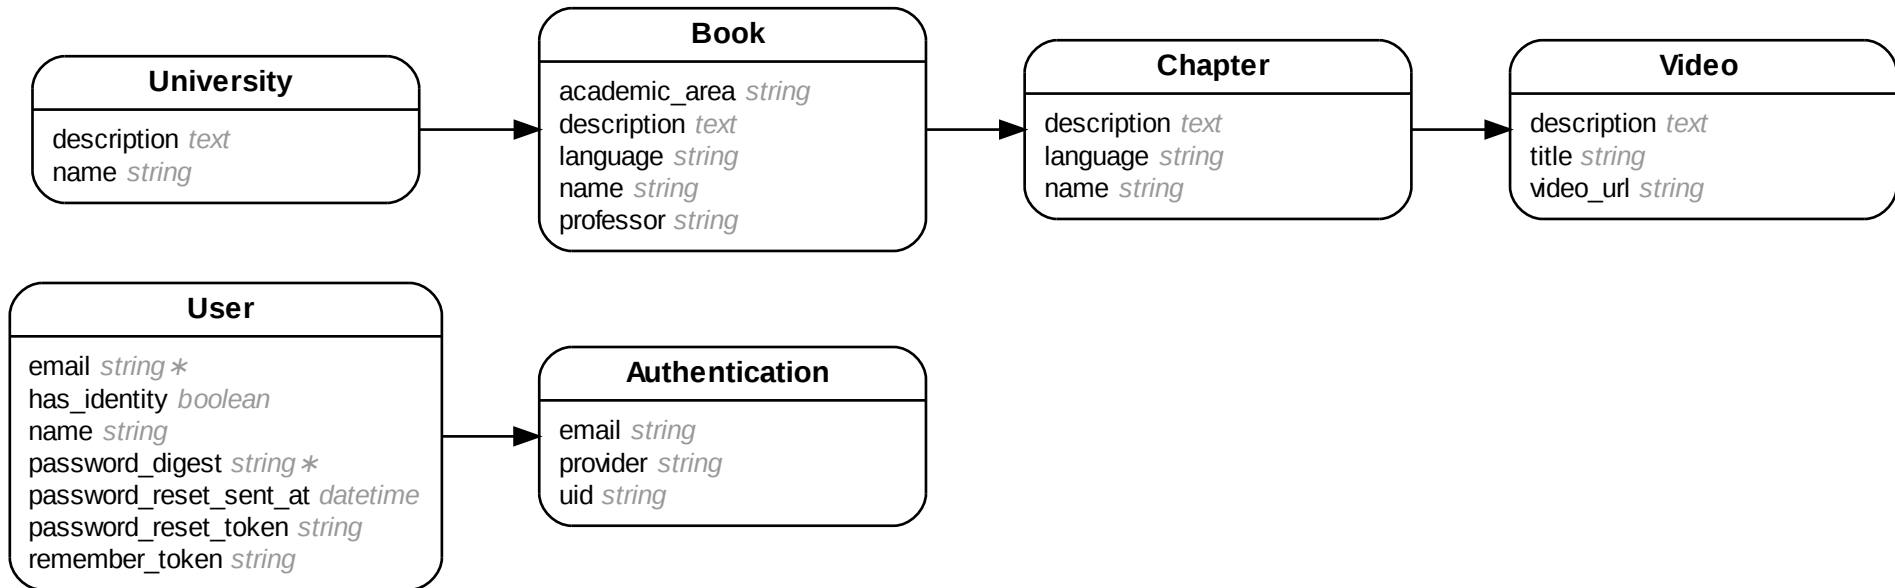 University
description text
name string
Book
academic_area string
description text
language string
name string
professor string
Chapter
description text
language string
name string
Video
description text
title string
video_url string
User
email string∗
has_identity boolean
name string
password_digest string∗
password_reset_sent_at datetime
password_reset_token string
remember_token string
Authentication
email string
provider string
uid string